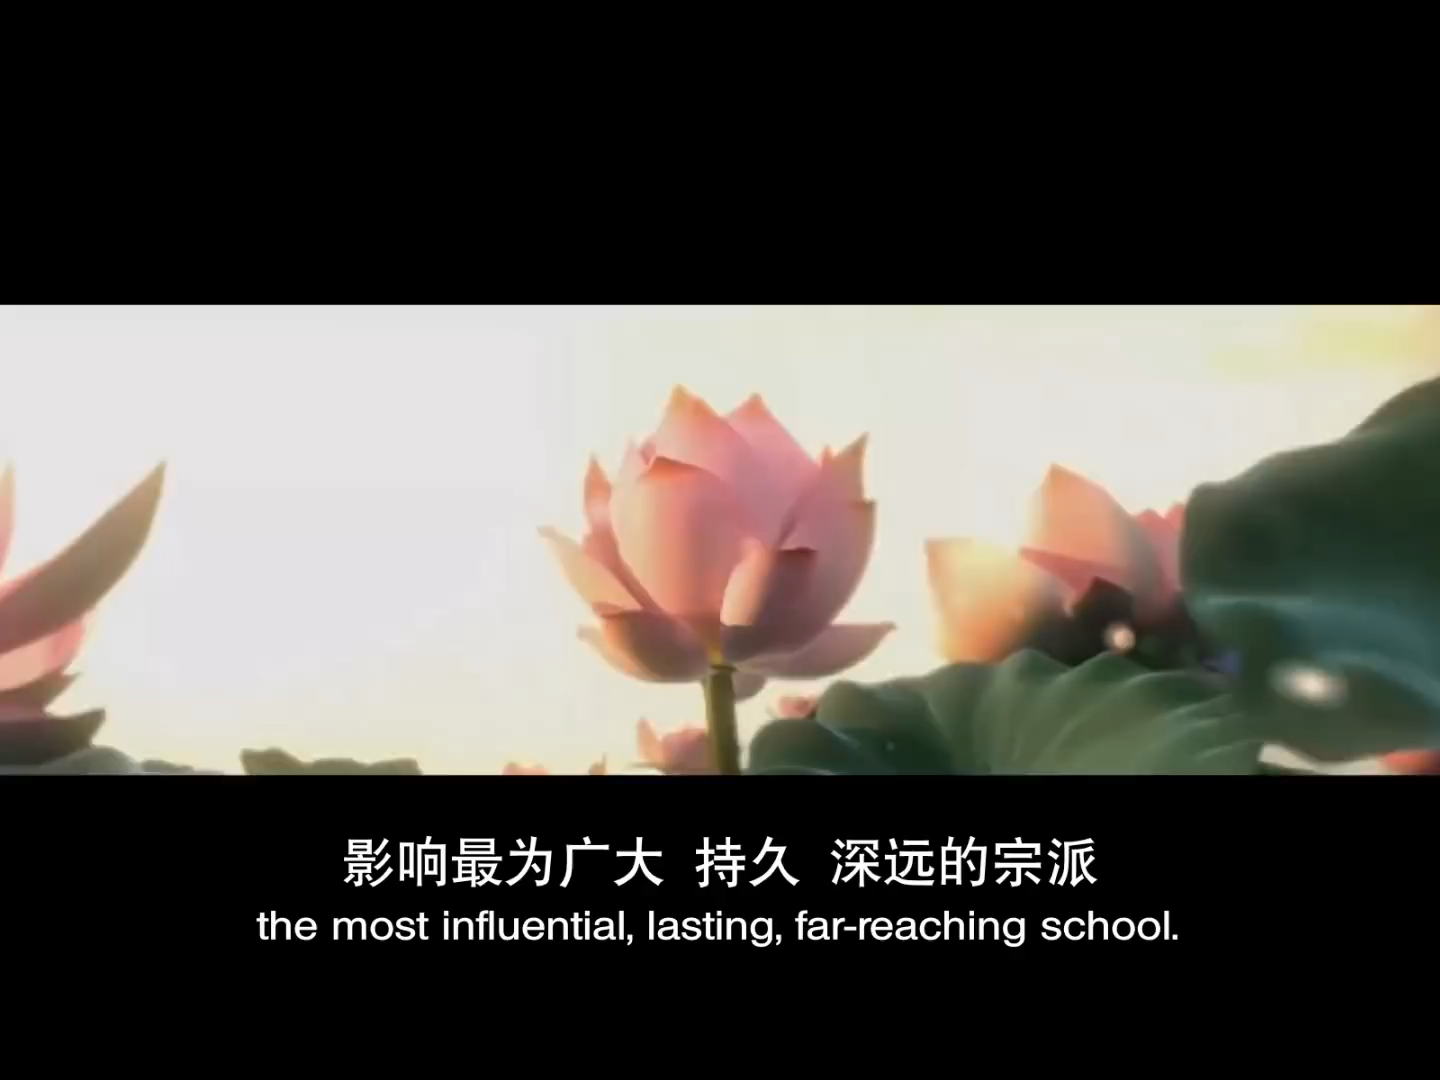 影响最为广大 持久 深远的宗派
the most influential, lasting, far-reaching school.